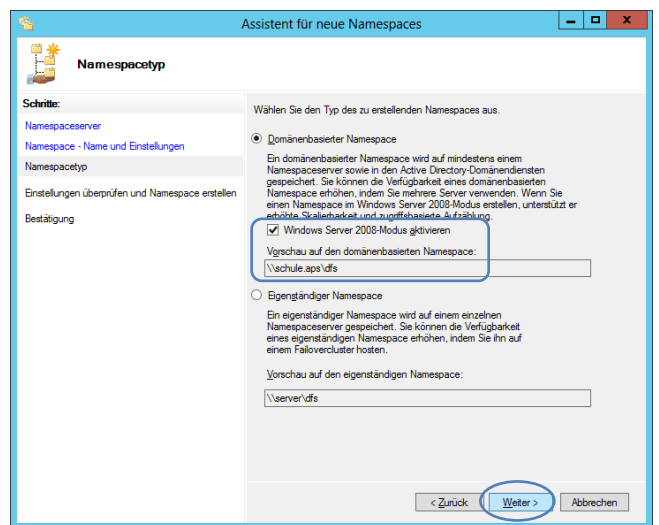 Assistent für neue Namespaces
Namespacetyp
Schritte:
Namespaceserver
Namespace - Name und Einstellungen
Namespacetyp
Einstellungen überprüfen und Namespace erstellen
Bestätigung
Wählen Sie den Typ des zu erstellenden Namespaces aus.
Domänenbasierter Namespace
Ein domänenbasierter Namespace wird auf mindestens einem
Namespaceserver sowie in den Active Directory-Domänendiensten
gespeichert. Sie können die Verfügbarkeit eines domänenbasierten
Namespace erhöhen, indem Sie mehrere Server verwenden. Wenn Sie
einen Namespace im Windows Server 2008-Modus erstellen, unterstützt er
erhöhte Skalierbarkeit und zugriffsbasierte Aufzählung.
Windows Server 2008-Modus aktivieren
Vorschau auf den domänenbasierten Namespace:
\\schule.aps\dfs
Eigenständiger Namespace
Ein eigenständiger Namespace wird auf einem einzelnen
Namespaceserver gespeichert. Sie können die Verfügbarkeit
eines eigenständigen Namespace erhöhen, indem Sie ihn auf
einem Failovercluster hosten.
Vorschau auf den eigenständigen Namespace:
\\server\dfs
< Zurück Weiter > Abbrechen